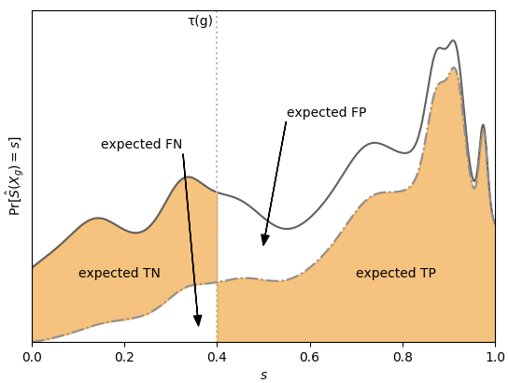 τ(g)
expected FP
expected FN
Pr[Ŝ(X_g) = s]
expected TN
expected TP
0.0 0.2 0.4 0.6 0.8 1.0
s